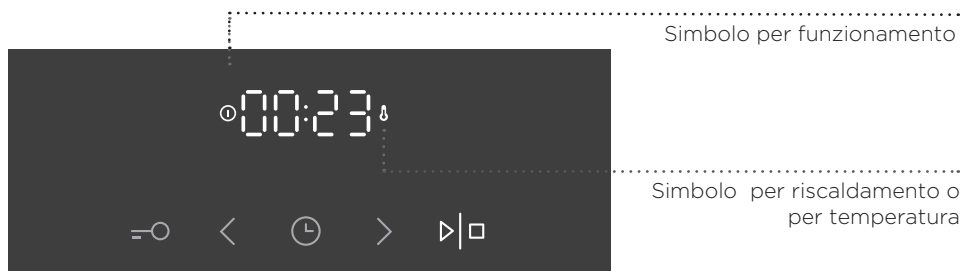 Simbolo per funzionamento
00:23
Simbolo per riscaldamento o
per temperatura